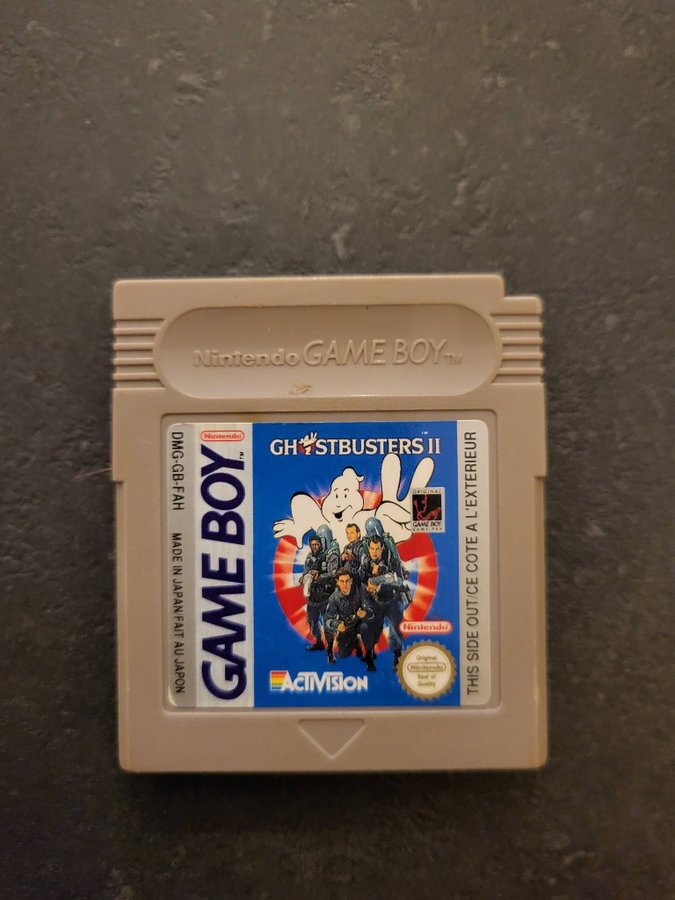 Nintendo GAME BOY™
Nintendo
GAME BOY™
DMG-GB-FAH MADE IN JAPAN/FAIT AU JAPON
GHOSTBUSTERS II
ORIGINAL
GAME BOY
Nintendo
ACTIVISION
Original
Nintendo
Seal of
Quality
THIS SIDE OUT/CE COTE A L'EXTERIEUR